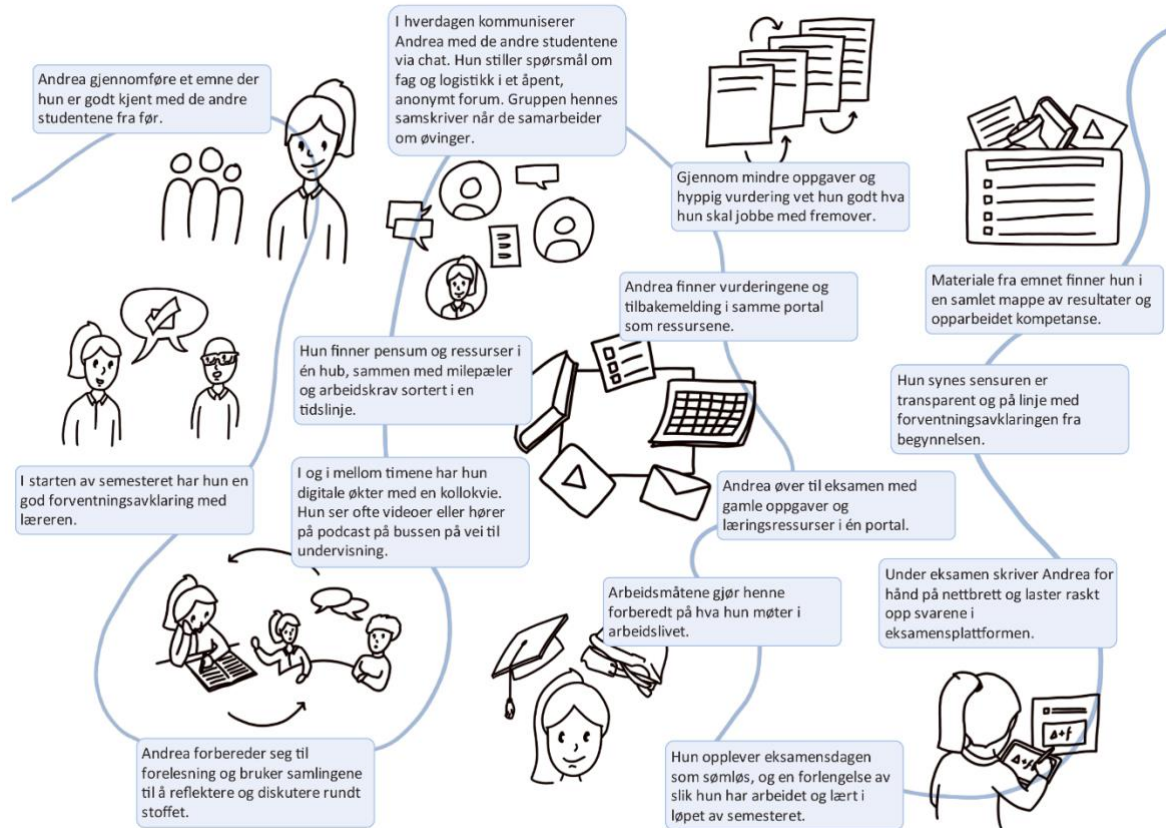 Andrea gjennomføre et emne der
hun er godt kjent med de andre
studentene fra før.
I starten av semesteret har hun en
god forventningsavklaring med
læreren.
Andrea forbereder seg til
forelesning og bruker samlingene
til å reflektere og diskutere rundt
stoffet.
I og i mellom timene har hun
digitale økter med en kollokvie.
Hun ser ofte videoer eller hører
på podcast på bussen på vei til
undervisning.
Hun finner pensum og ressurser i
én hub, sammen med milepæler
og arbeidskrav sortert i en
tidslinje.
I hverdagen kommuniserer
Andrea med de andre studentene
via chat. Hun stiller spørsmål om
fag og logistikk i et åpent,
anonymt forum. Gruppen hennes
samskriver når de samarbeider
om øvinger.
Gjennom mindre oppgaver og
hyppig vurdering vet hun godt hva
hun skal jobbe med fremover.
Andrea finner vurderingene og
tilbakemelding i samme portal
som ressursene.
Andrea øver til eksamen med
gamle oppgaver og
læringsressurser i én portal.
Arbeidsmåtene gjør henne
forberedt på hva hun møter i
arbeidslivet.
Hun opplever eksamensdagen
som sømløs, og en forlengelse av
slik hun har arbeidet og lært i
løpet av semesteret.
Under eksamen skriver Andrea for
hånd på nettbrett og laster raskt
opp svarene i
eksamensplattformen.
Δ+f
Δ+f
Hun synes sensuren er
transparent og på linje med
forventningsavklaringen fra
begynnelsen.
Materiale fra emnet finner hun i
en samlet mappe av resultater og
opparbeidet kompetanse.